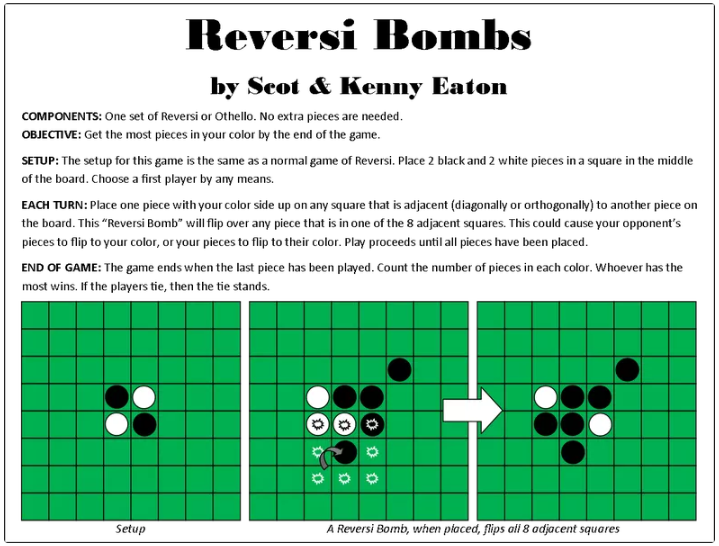 Reversi Bombs
by Scot & Kenny Eaton
COMPONENTS: One set of Reversi or Othello. No extra pieces are needed.
OBJECTIVE: Get the most pieces in your color by the end of the game.
SETUP: The setup for this game is the same as a normal game of Reversi. Place 2 black and 2 white pieces in a square in the middle
of the board. Choose a first player by any means.
EACH TURN: Place one piece with your color side up on any square that is adjacent (diagonally or orthogonally) to another piece on
the board. This “Reversi Bomb” will flip over any piece that is in one of the 8 adjacent squares. This could cause your opponent’s
pieces to flip to your color, or your pieces to flip to their color. Play proceeds until all pieces have been placed.
END OF GAME: The game ends when the last piece has been played. Count the number of pieces in each color. Whoever has the
most wins. If the players tie, then the tie stands.
Setup
A Reversi Bomb, when placed, flips all 8 adjacent squares